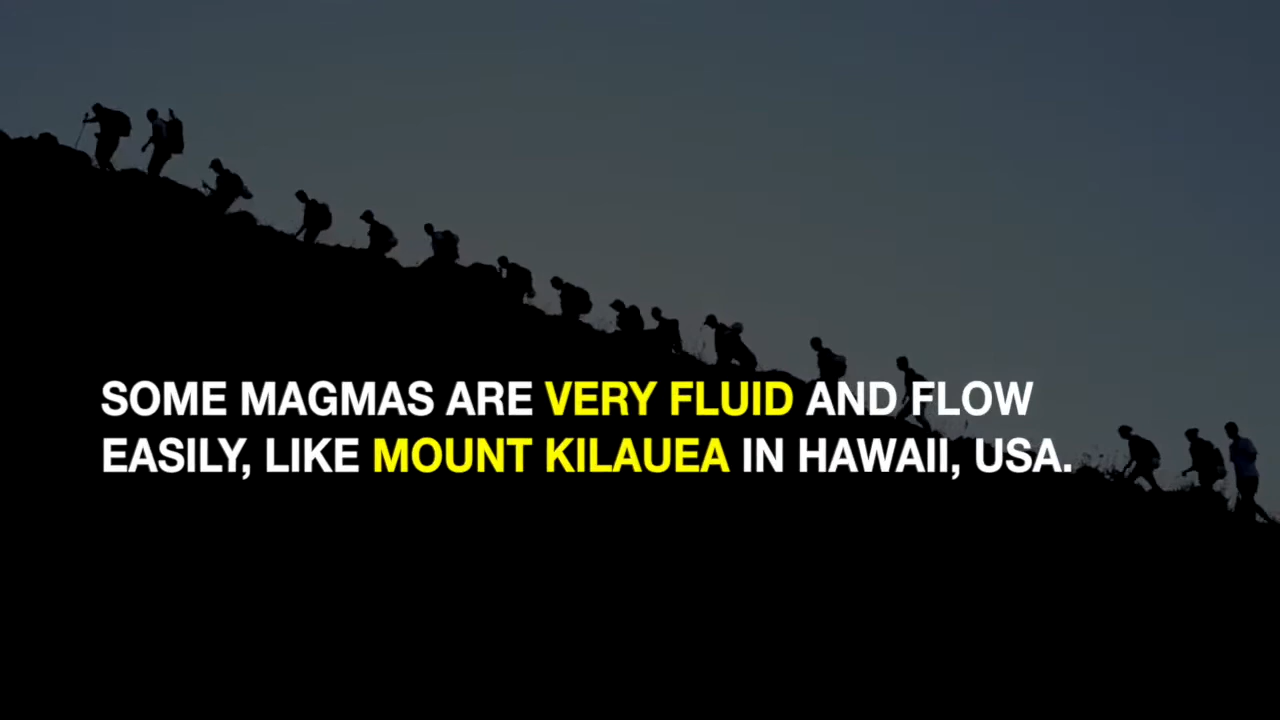 SOME MAGMAS ARE VERY FLUID AND FLOW
EASILY, LIKE MOUNT KILAUEA IN HAWAII, USA.